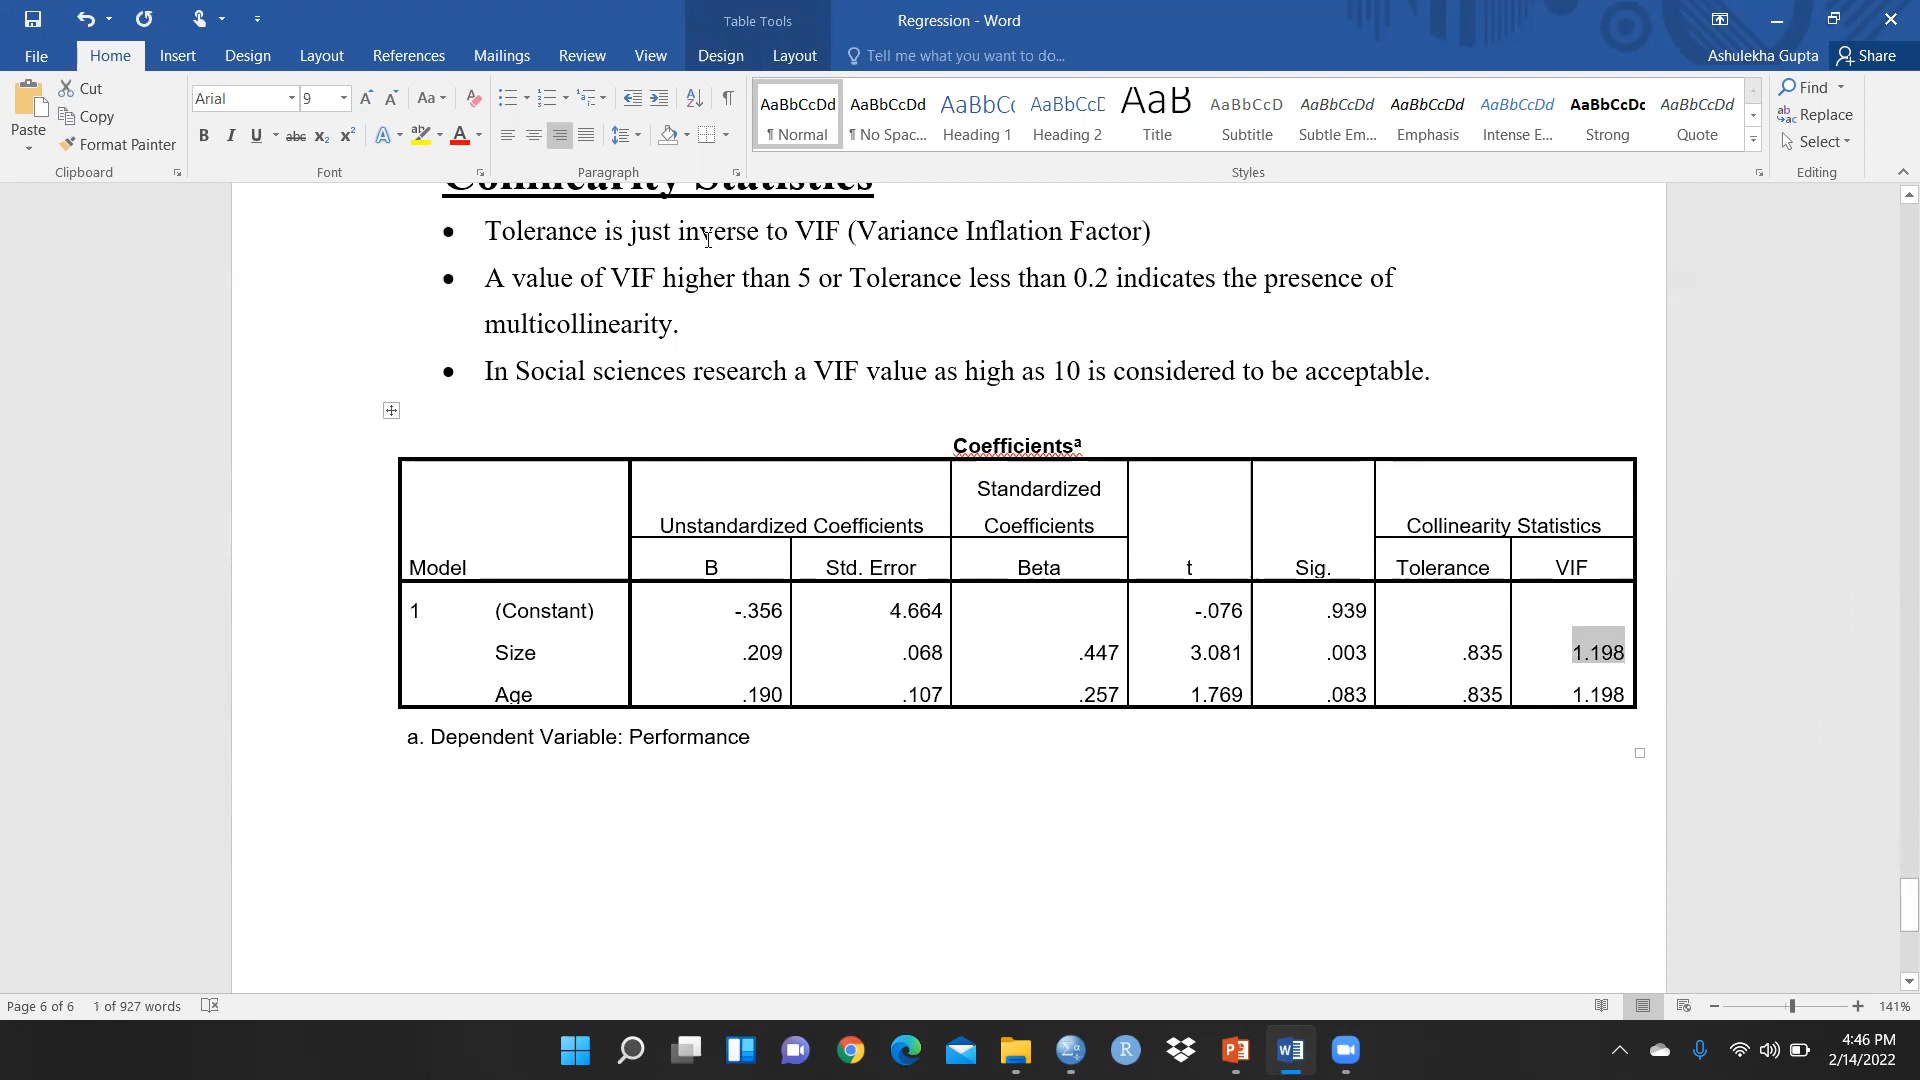 Table Tools
Regression - Word
File Home Insert Design Layout References Mailings Review View Design Layout Tell me what you want to do... Ashulekha Gupta Share
Paste
Cut
Copy
Format Painter
Clipboard
Arial 9 Aa
B I U abc X₂ X² A ab A
Font
Paragraph
AaBbCcDd AaBbCcDd AaBbC AaBbCcD AaB AaBbCcD AaBbCcDd AaBbCcDd AaBbCcDd AaBbCcDc AaBbCcDd
¶ Normal ¶ No Spac... Heading 1 Heading 2 Title Subtitle Subtle Em... Emphasis Intense E... Strong Quote
Styles
Find
Replace
Select
Editing
Collinearity Statistics
• Tolerance is just inverse to VIF (Variance Inflation Factor)
• A value of VIF higher than 5 or Tolerance less than 0.2 indicates the presence of
multicollinearity.
• In Social sciences research a VIF value as high as 10 is considered to be acceptable.
Coefficientsᵃ
Model Unstandardized Coefficients Standardized Coefficients t Sig. Collinearity Statistics
B Std. Error Beta Tolerance VIF
1 (Constant) -.356 4.664 -.076 .939
Size .209 .068 .447 3.081 .003 .835 1.198
Age .190 .107 .257 1.769 .083 .835 1.198
a. Dependent Variable: Performance
Page 6 of 6 1 of 927 words 141%
4:46 PM
2/14/2022